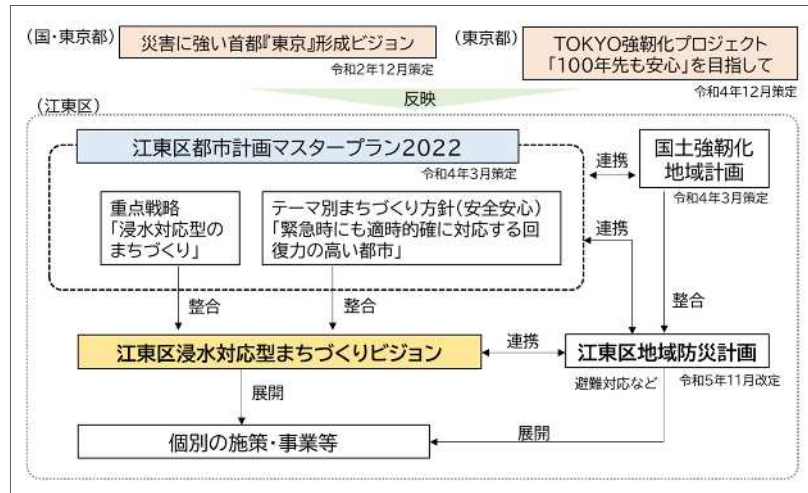 (国・東京都)
災害に強い首都『東京』形成ビジョン
令和2年12月策定
(東京都)
TOKYO強靭化プロジェクト
「100年先も安心」を目指して
令和4年12月策定
反映
(江東区)
江東区都市計画マスタープラン2022
令和4年3月策定
連携
国土強靭化
地域計画
令和4年3月策定
重点戦略
「浸水対応型の
まちづくり」
テーマ別まちづくり方針(安全安心)
「緊急時にも適時的確に対応する回
復力の高い都市」
連携
整合
整合
整合
江東区浸水対応型まちづくりビジョン
連携
江東区地域防災計画
避難対応など
令和5年11月改定
展開
個別の施策・事業等
展開